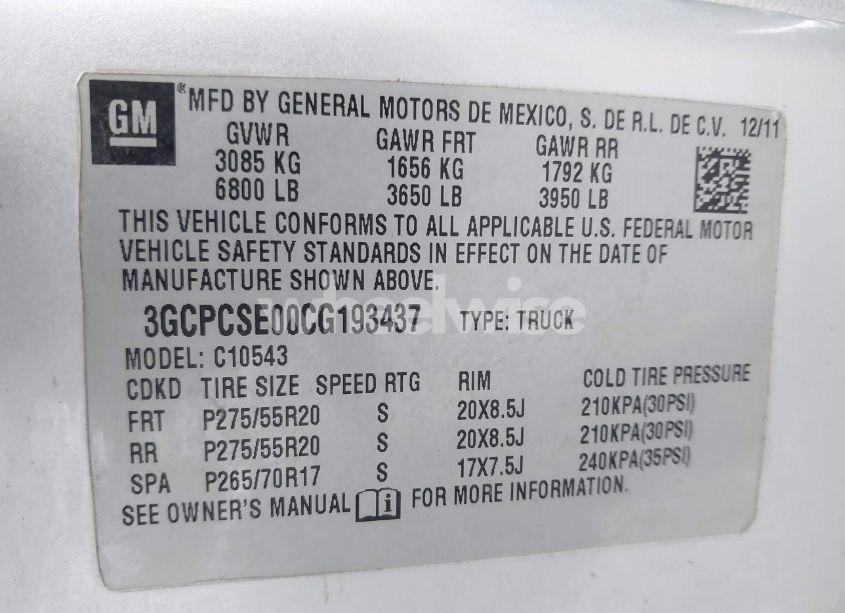 GM ® MFD BY GENERAL MOTORS DE MEXICO, S. DE R.L. DE C.V. 12/11
GVWR GAWR FRT GAWR RR
3085 KG 1656 KG 1792 KG
6800 LB 3650 LB 3950 LB
THIS VEHICLE CONFORMS TO ALL APPLICABLE U.S. FEDERAL MOTOR
VEHICLE SAFETY STANDARDS IN EFFECT ON THE DATE OF
MANUFACTURE SHOWN ABOVE.
wheelwise
3GCPCSE00CG193437 TYPE: TRUCK
MODEL: C10543
CDKD TIRE SIZE SPEED RTG RIM COLD TIRE PRESSURE
FRT P275/55R20 S 20X8.5J 210KPA(30PSI)
RR P275/55R20 S 20X8.5J 210KPA(30PSI)
SPA P265/70R17 S 17X7.5J 240KPA(35PSI)
SEE OWNER'S MANUAL i FOR MORE INFORMATION.